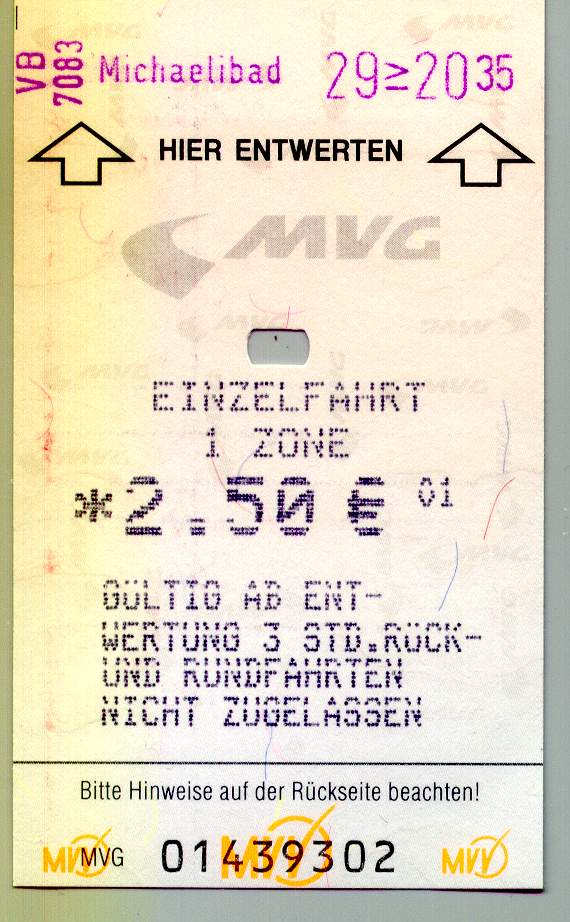 VB
7083
Michaelibad
29≥2035
HIER ENTWERTEN
MVG
EINZELFAHRT
1 ZONE
*2.50 € 01
GÜLTIG AB ENT-
WERTUNG 3 STD.RÜCK-
UND RUNDFAHRTEN
NICHT ZUGELASSEN
Bitte Hinweise auf der Rückseite beachten!
MVV MVG 01439302 MVV MVV